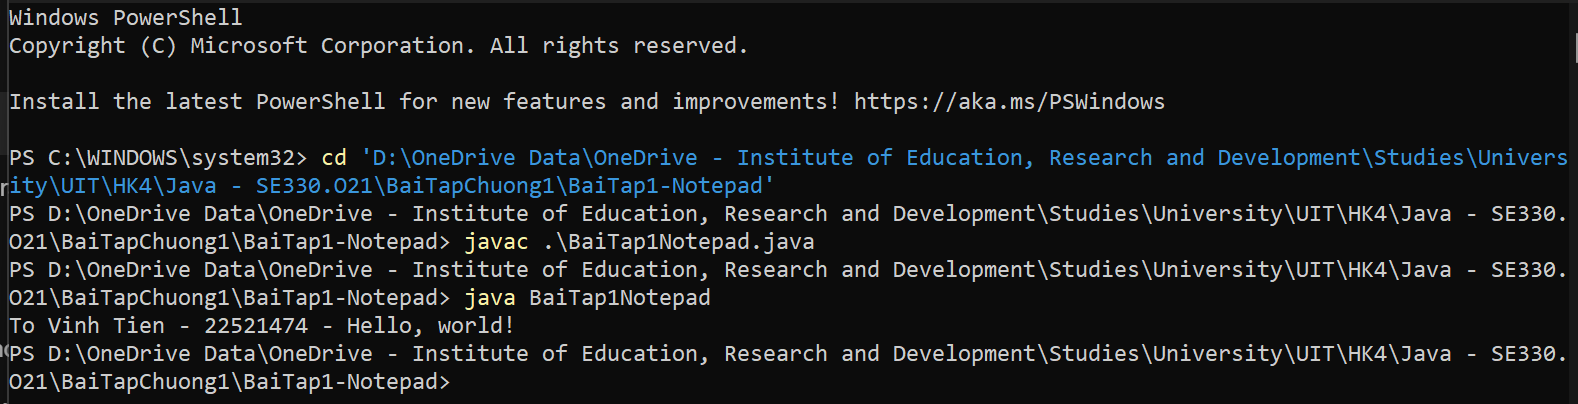 Windows PowerShell
Copyright (C) Microsoft Corporation. All rights reserved.
Install the latest PowerShell for new features and improvements! https://aka.ms/PSWindows
PS C:\WINDOWS\system32> cd 'D:\OneDrive Data\OneDrive - Institute of Education, Research and Development\Studies\Univers
ity\UIT\HK4\Java - SE330.O21\BaiTapChuong1\BaiTap1-Notepad'
PS D:\OneDrive Data\OneDrive - Institute of Education, Research and Development\Studies\University\UIT\HK4\Java - SE330.
O21\BaiTapChuong1\BaiTap1-Notepad> javac .\BaiTap1Notepad.java
PS D:\OneDrive Data\OneDrive - Institute of Education, Research and Development\Studies\University\UIT\HK4\Java - SE330.
O21\BaiTapChuong1\BaiTap1-Notepad> java BaiTap1Notepad
To Vinh Tien - 22521474 - Hello, world!
PS D:\OneDrive Data\OneDrive - Institute of Education, Research and Development\Studies\University\UIT\HK4\Java - SE330.
O21\BaiTapChuong1\BaiTap1-Notepad>